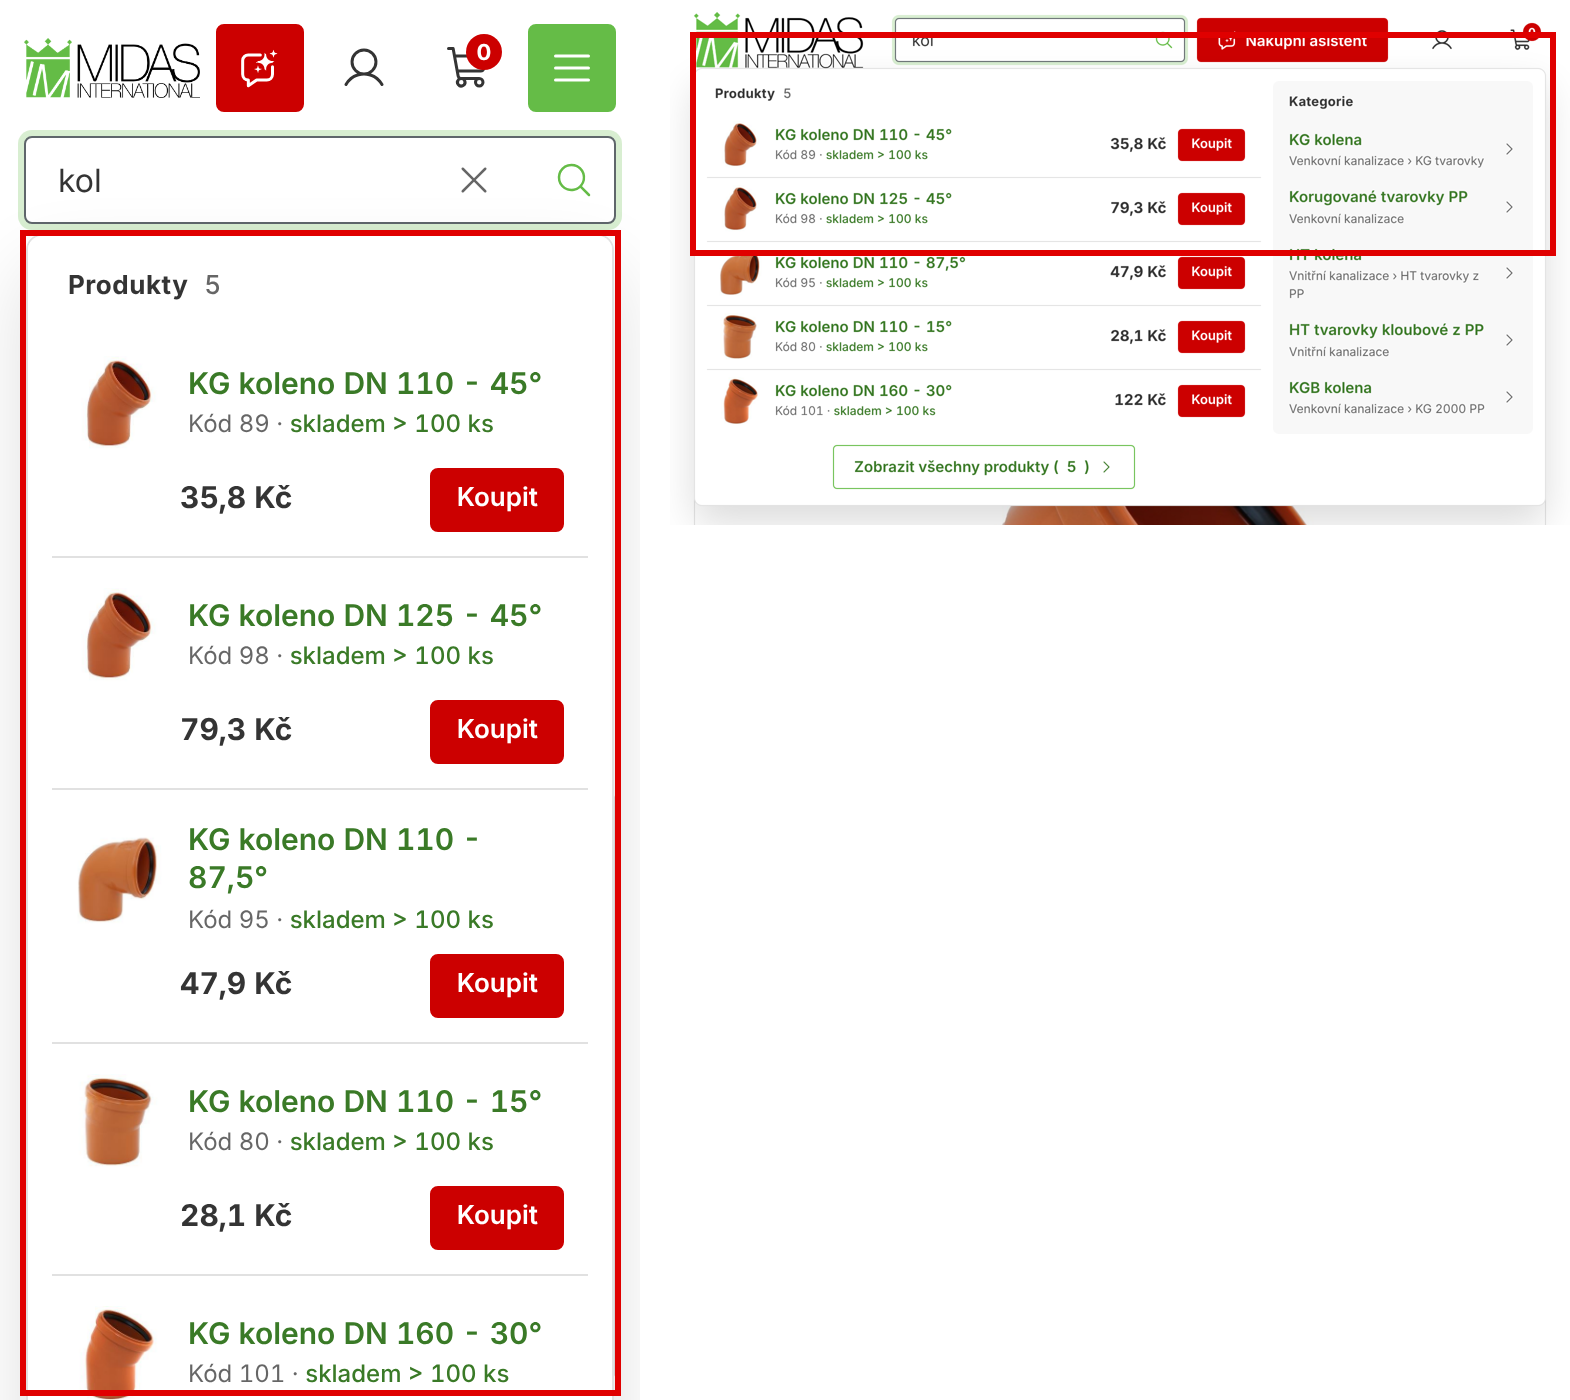 MIDAS
INTERNATIONAL
0
kol
Produkty 5
KG koleno DN 110 - 45°
Kód 89 · skladem > 100 ks
35,8 Kč
Koupit
KG koleno DN 125 - 45°
Kód 98 · skladem > 100 ks
79,3 Kč
Koupit
KG koleno DN 110 -
87,5°
Kód 95 · skladem > 100 ks
47,9 Kč
Koupit
KG koleno DN 110 - 15°
Kód 80 · skladem > 100 ks
28,1 Kč
Koupit
KG koleno DN 160 - 30°
Kód 101 · skladem > 100 ks
MIDAS
INTERNATIONAL
kol
Nákupní asistent
0
Produkty 5
KG koleno DN 110 - 45°
Kód 89 · skladem > 100 ks
35,8 Kč
Koupit
KG koleno DN 125 - 45°
Kód 98 · skladem > 100 ks
79,3 Kč
Koupit
KG koleno DN 110 - 87,5°
Kód 95 · skladem > 100 ks
47,9 Kč
Koupit
KG koleno DN 110 - 15°
Kód 80 · skladem > 100 ks
28,1 Kč
Koupit
KG koleno DN 160 - 30°
Kód 101 · skladem > 100 ks
122 Kč
Koupit
Zobrazit všechny produkty ( 5 )
Kategorie
KG kolena
Venkovní kanalizace › KG tvarovky
Korugované tvarovky PP
Venkovní kanalizace
HT kolena
Vnitřní kanalizace › HT tvarovky z
PP
HT tvarovky kloubové z PP
Vnitřní kanalizace
KGB kolena
Venkovní kanalizace › KG 2000 PP